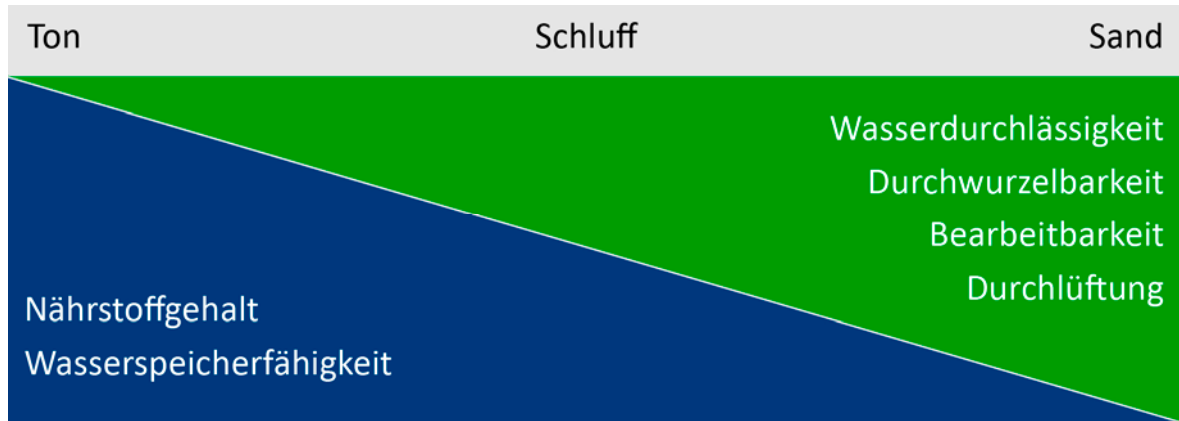 Ton Schluff Sand
Wasserdurchlässigkeit
Durchwurzelbarkeit
Bearbeitbarkeit
Durchlüftung
Nährstoffgehalt
Wasserspeicherfähigkeit